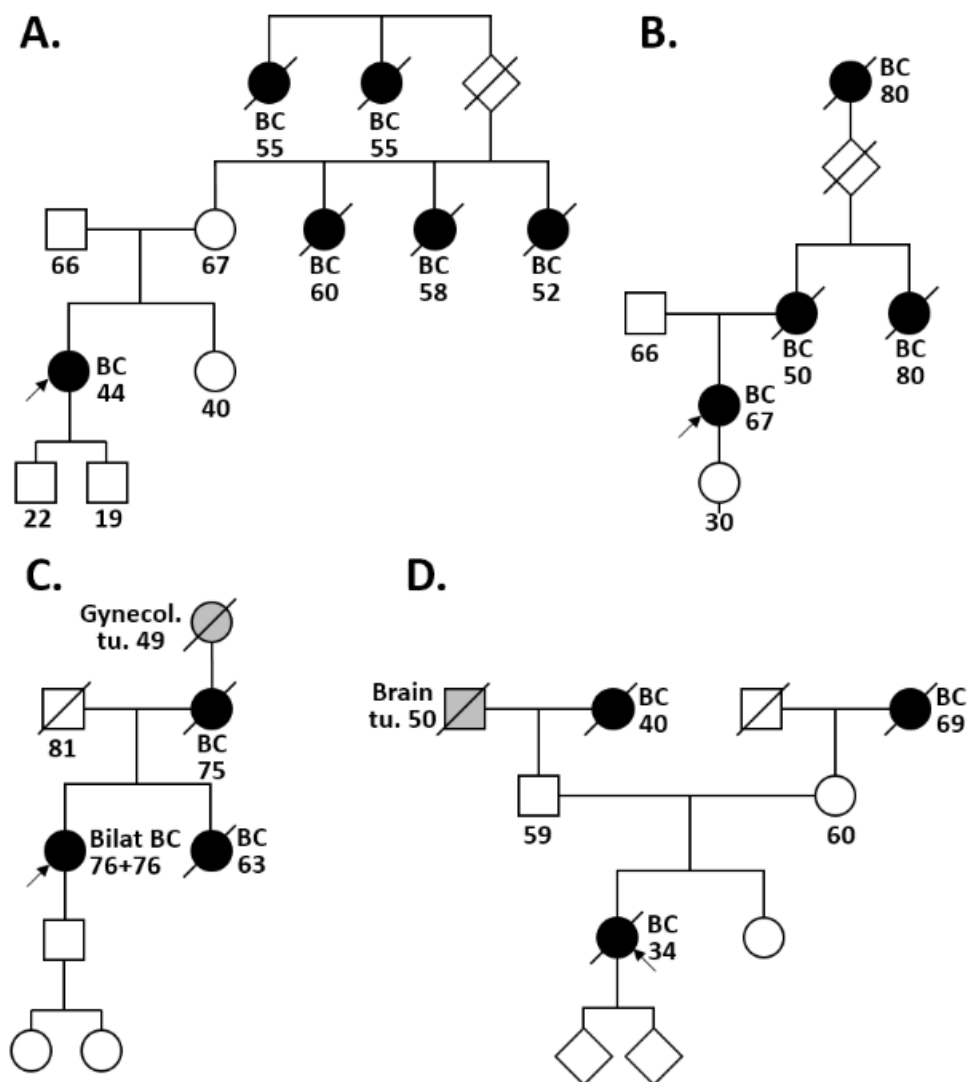 A.
BC
55
BC
55
66
67
BC
60
BC
58
BC
52
BC
44
40
22
19
B.
BC
80
66
BC
50
BC
80
BC
67
30
C.
Gynecol.
tu. 49
81
BC
75
Bilat BC
76+76
BC
63
D.
Brain
tu. 50
BC
40
BC
69
59
60
BC
34